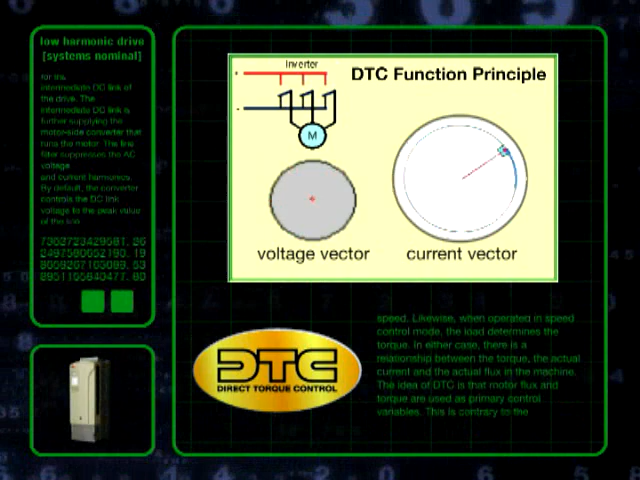 low harmonic drive
[systems nominal]
for the
intermediate DC link of
the drive. The
intermediate DC link is
further supplying the
motor-side converter that
runs the motor. The line
filter suppresses the AC
voltage
and current harmonics.
By default, the converter
controls the DC link
voltage to the peak value
of the line
Inverter
DTC Function Principle
M
voltage vector
current vector
DTC
DIRECT TORQUE CONTROL
speed. Likewise, when operated in speed
control mode, the load determines the
torque. In either case, there is a
relationship between the torque, the actual
current and the actual flux in the machine.
The idea of DTC is that motor flux and
torque are used as primary control
variables. This is contrary to the